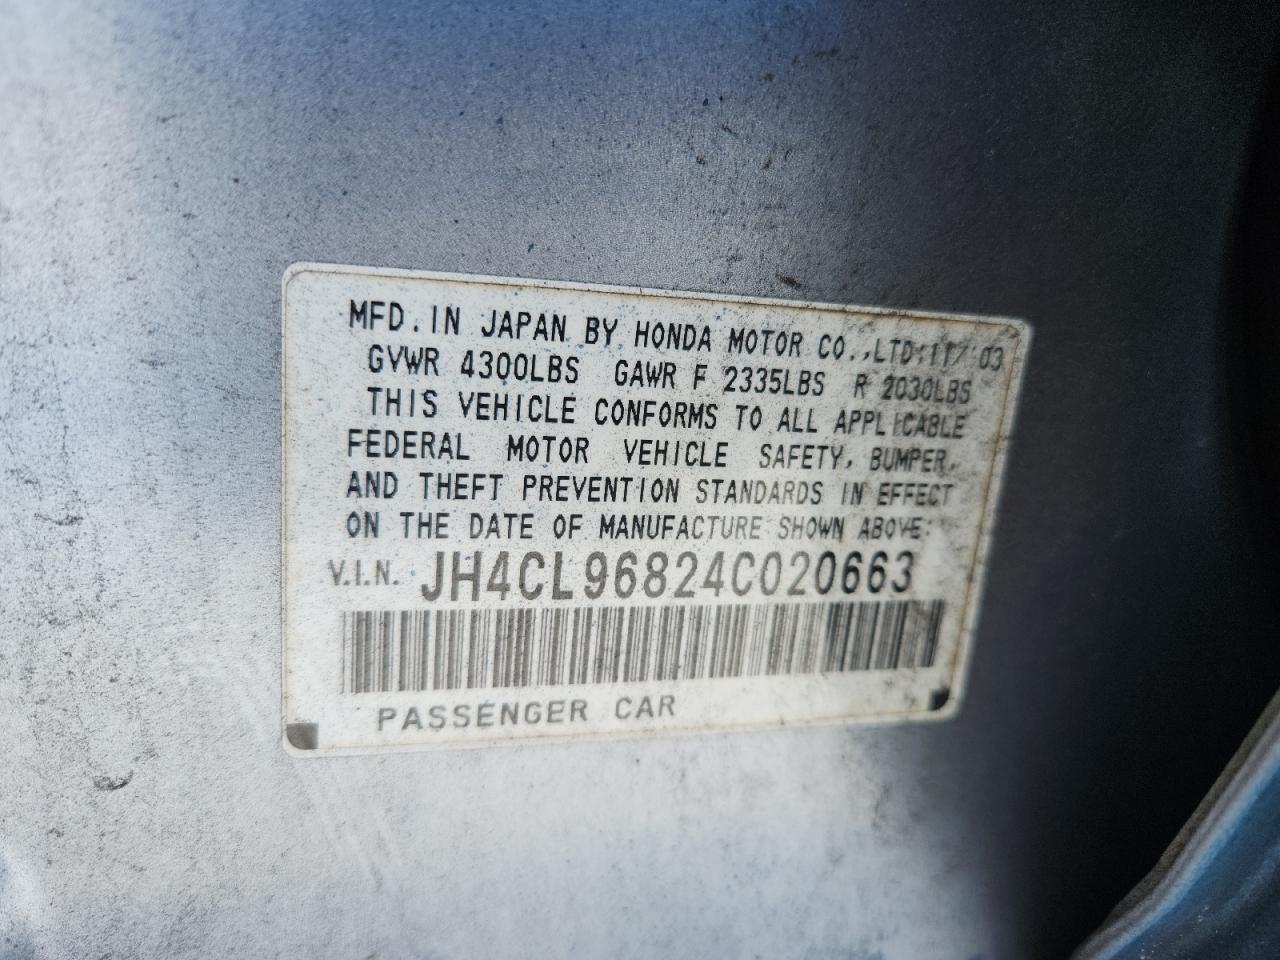 MFD. IN JAPAN BY HONDA MOTOR CO.,LTD. 11/03
GVWR 4300LBS GAWR F 2335LBS R 2030LBS
THIS VEHICLE CONFORMS TO ALL APPLICABLE
FEDERAL MOTOR VEHICLE SAFETY, BUMPER,
AND THEFT PREVENTION STANDARDS IN EFFECT
ON THE DATE OF MANUFACTURE SHOWN ABOVE:
V.I.N. JH4CL96824C020663
PASSENGER CAR